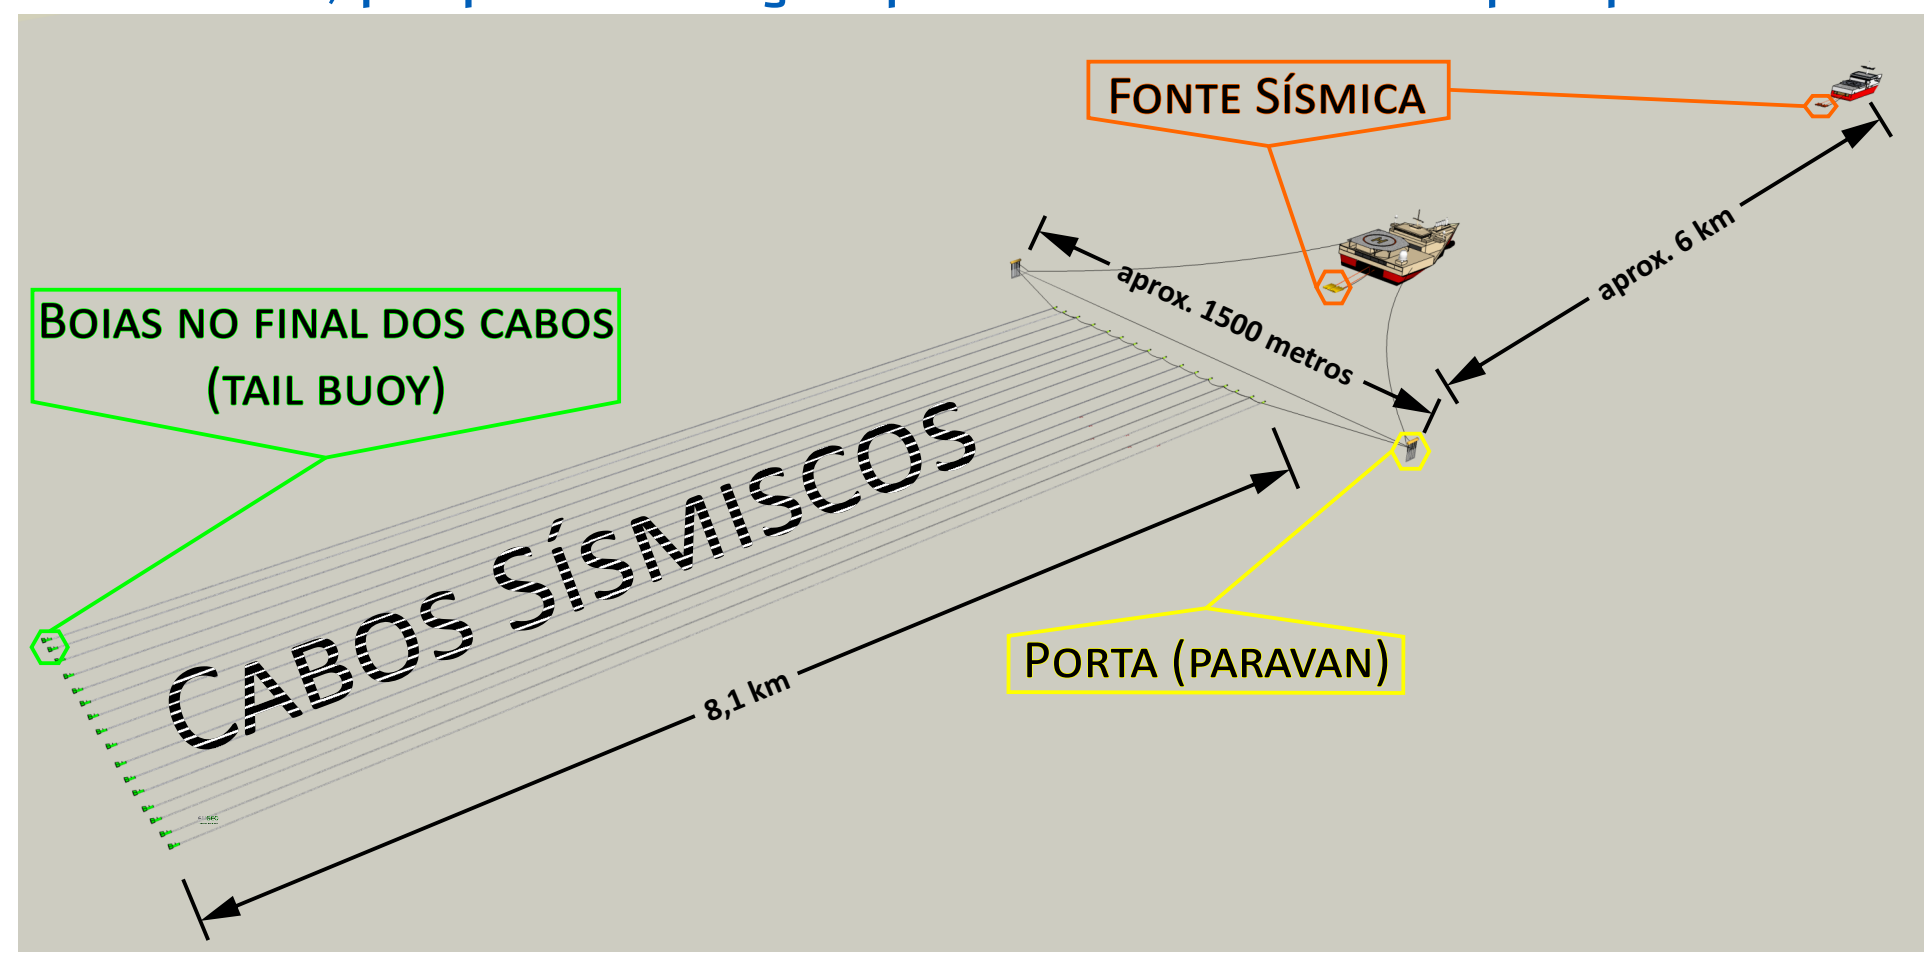 FONTE SÍSMICA
aprox. 6 km
aprox. 1500 metros
BOIAS NO FINAL DOS CABOS
(TAIL BUOY)
CABOS SÍSMISCOS
PORTA (PARAVAN)
8,1 km